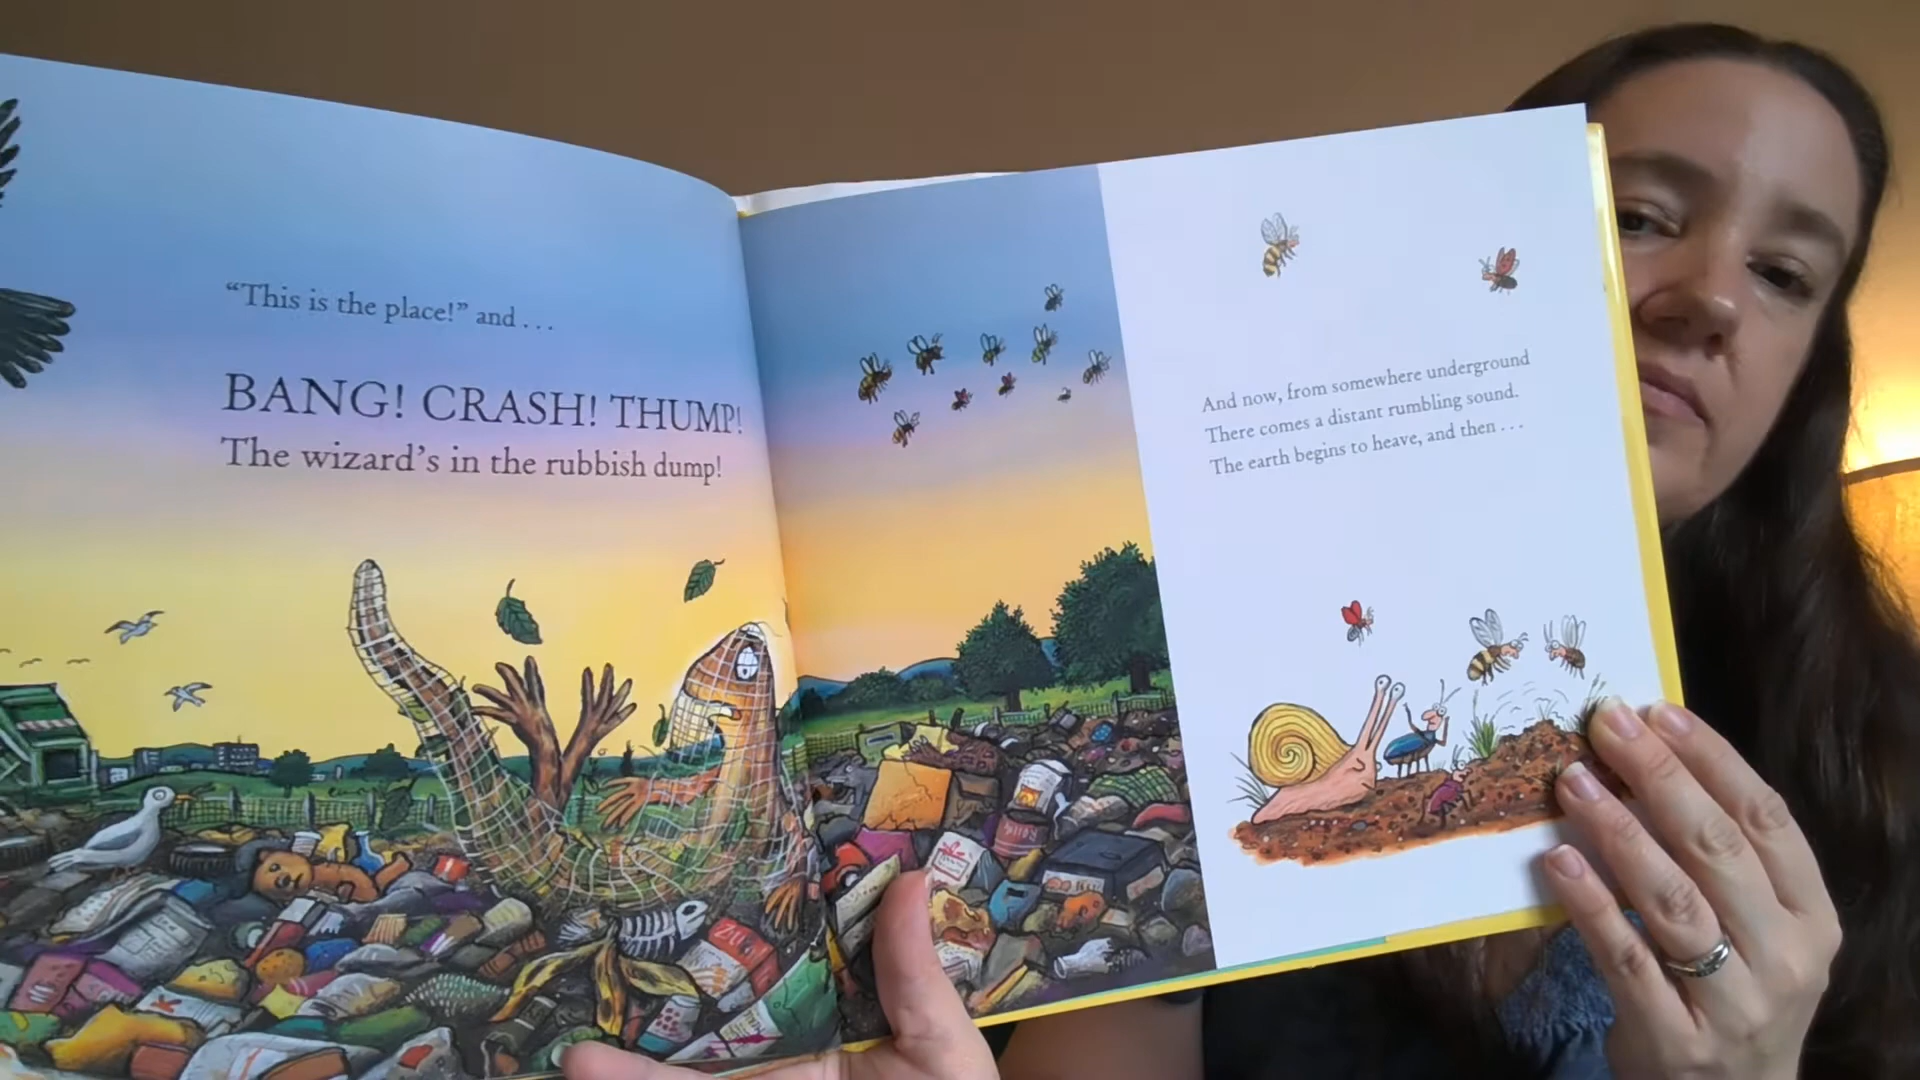 “This is the place!” and . . .
BANG! CRASH! THUMP!
The wizard’s in the rubbish dump!
And now, from somewhere underground
There comes a distant rumbling sound.
The earth begins to heave, and then . . .